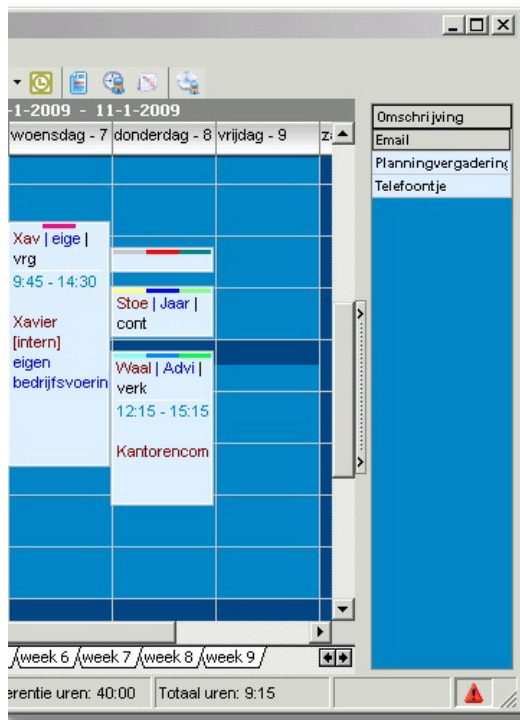 -1-2009 - 11-1-2009
woensdag - 7 donderdag - 8 vrijdag - 9 z
Xav | eige |
vrg
9:45 - 14:30
Xavier
[intern]
eigen
bedrijfsvoerin
Stoe | Jaar |
cont
Waal | Advi |
verk
12:15 - 15:15
Kantorencom
Omschrijving
Email
Planningvergadering
Telefoontje
week 6 week 7 week 8 week 9
erentie uren: 40:00 Totaal uren: 9:15